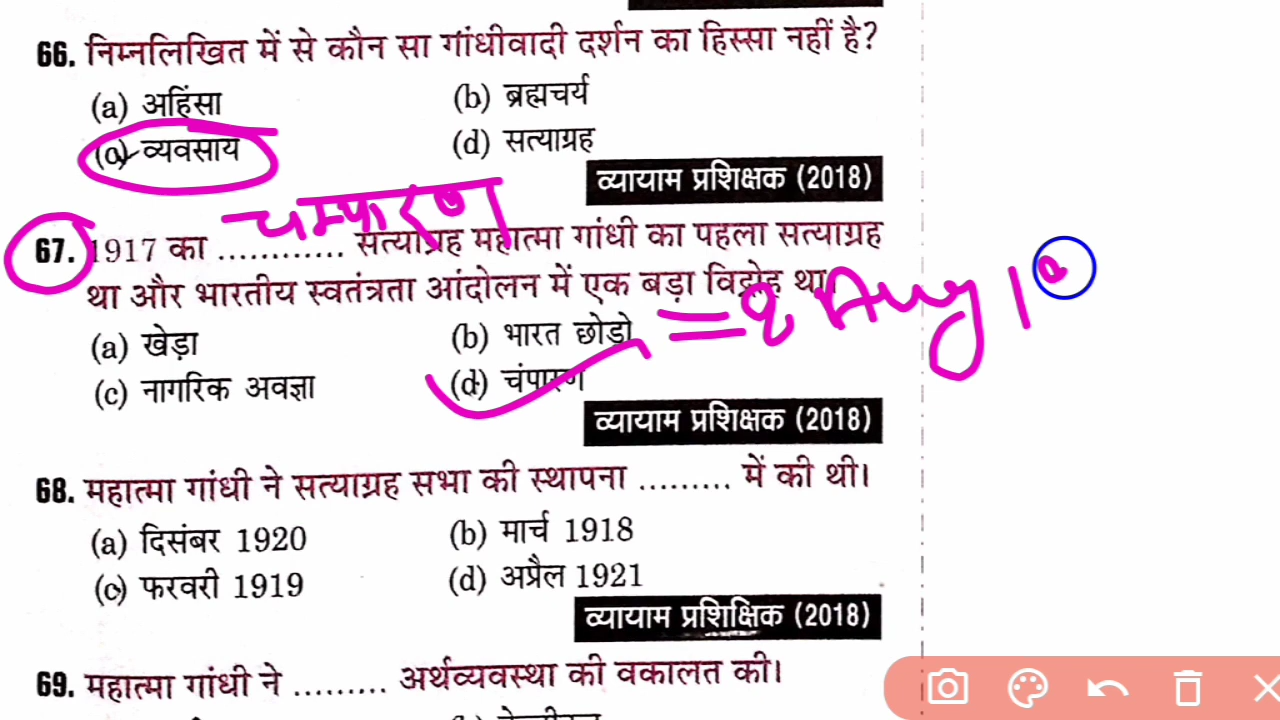 66. निम्नलिखित में से कौन सा गांधीवादी दर्शन का हिस्सा नहीं है?
(a) अहिंसा (b) ब्रह्मचर्य
(c) व्यवसाय (d) सत्याग्रह
व्यायाम प्रशिक्षक (2018)
चम्पारण
67. 1917 का ............ सत्याग्रह महात्मा गांधी का पहला सत्याग्रह
था और भारतीय स्वतंत्रता आंदोलन में एक बड़ा विद्रोह था।
= 8 Aug 19
(a) खेड़ा (b) भारत छोड़ो
(c) नागरिक अवज्ञा (d) चंपारण
व्यायाम प्रशिक्षक (2018)
68. महात्मा गांधी ने सत्याग्रह सभा की स्थापना ......... में की थी।
(a) दिसंबर 1920 (b) मार्च 1918
(c) फरवरी 1919 (d) अप्रैल 1921
व्यायाम प्रशिक्षिक (2018)
69. महात्मा गांधी ने ......... अर्थव्यवस्था की वकालत की।